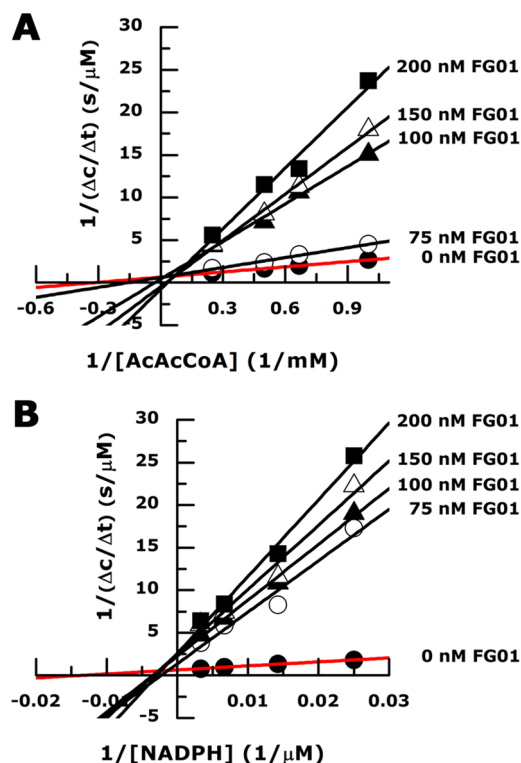 A
30
25
20
15
10
5
-5
1/(Δc/Δt) (s/μM)
200 nM FG01
150 nM FG01
100 nM FG01
75 nM FG01
0 nM FG01
-0.6 -0.3 0.3 0.6 0.9
1/[AcAcCoA] (1/mM)
B
30
25
20
15
10
5
-5
1/(Δc/Δt) (s/μM)
200 nM FG01
150 nM FG01
100 nM FG01
75 nM FG01
0 nM FG01
-0.02 -0.01 0.01 0.02 0.03
1/[NADPH] (1/μM)